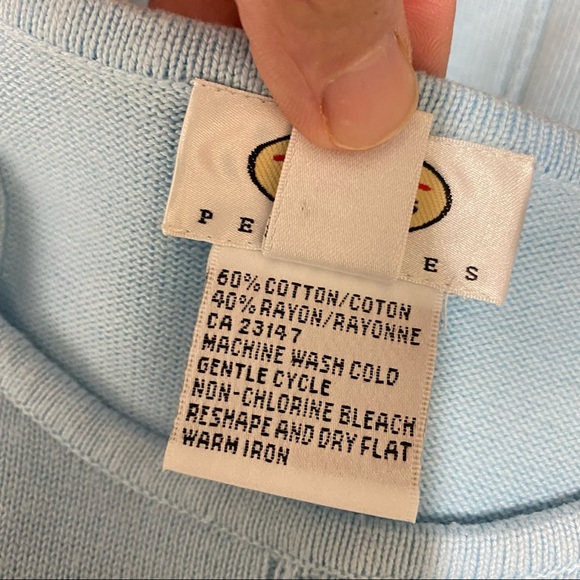 60% COTTON/COTON
40% RAYON/RAYONNE
CA 23147
MACHINE WASH COLD
GENTLE CYCLE
NON-CHLORINE BLEACH
RESHAPE AND DRY FLAT
WARM IRON